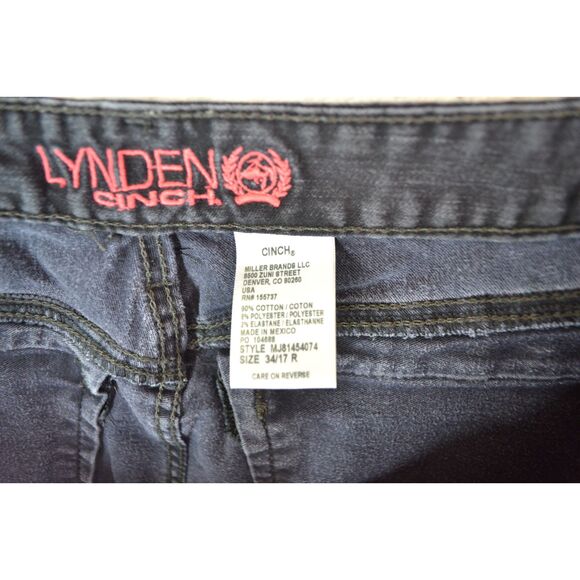 LYNDEN
CINCH®
CINCH®
MILLER BRANDS LLC
8500 ZUNI STREET
DENVER, CO 80260
USA
RN# 155737
90% COTTON / COTON
8% POLYESTER / POLYESTER
2% ELASTANE / ELASTHANNE
MADE IN MEXICO
PO 104688
STYLE MJ81454074
SIZE 34/17 R
CARE ON REVERSE